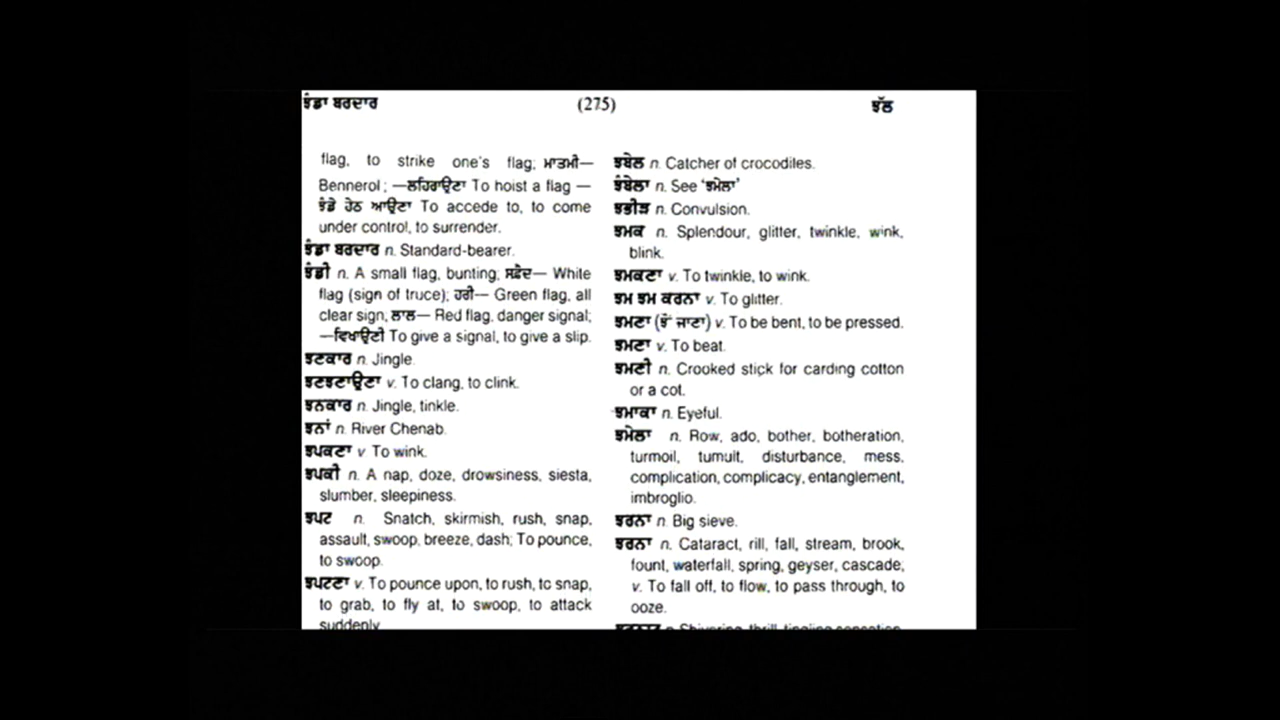 ਝੰਡਾ ਬਰਦਾਰ (275) ਝੱਲ
flag, to strike one's flag; ਮਾਤਮੀ—
Bennerol; —ਲਹਿਰਾਉਣਾ To hoist a flag —
ਝੰਡੇ ਹੇਠ ਆਉਣਾ To accede to, to come
under control, to surrender.
ਝੰਡਾ ਬਰਦਾਰ n. Standard-bearer.
ਝੰਡੀ n. A small flag, bunting; ਸਫ਼ੇਦ— White
flag (sign of truce); ਹਰੀ— Green flag, all
clear sign; ਲਾਲ— Red flag, danger signal;
—ਵਿਖਾਉਣੀ To give a signal, to give a slip.
ਝਣਕਾਰ n. Jingle.
ਝਣਝਣਾਉਣਾ v. To clang, to clink.
ਝਨਕਾਰ n. Jingle, tinkle.
ਝਨਾਂ n. River Chenab.
ਝਪਕਣਾ v To wink.
ਝਪਕੀ n. A nap, doze, drowsiness, siesta,
slumber, sleepiness.
ਝਪਟ n. Snatch, skirmish, rush, snap,
assault, swoop, breeze, dash; To pounce,
to swoop.
ਝਪਟਣਾ v. To pounce upon, to rush, to snap,
to grab, to fly at, to swoop, to attack
suddenly
ਝਬੇਲ n. Catcher of crocodiles.
ਝੰਬੇਲਾ n. See ‘ਝਮੇਲਾ’
ਝਭੀੜ n. Convulsion.
ਝਮਕ n. Splendour, glitter, twinkle, wink,
blink.
ਝਮਕਣਾ v. To twinkle, to wink.
ਝਮ ਝਮ ਕਰਨਾ v. To glitter.
ਝਮਣਾ (ਝੌਂ ਜਾਣਾ) v. To be bent, to be pressed.
ਝਮਣਾ v. To beat.
ਝਮਣੀ n. Crooked stick for carding cotton
or a cot.
ਝਮਾਕਾ n. Eyeful.
ਝਮੇਲਾ n. Row, ado, bother, botheration,
turmoil, tumult, disturbance, mess,
complication, complicacy, entanglement,
imbroglio.
ਝਰਨਾ n. Big sieve.
ਝਰਨਾ n. Cataract, rill, fall, stream, brook,
fount, waterfall, spring, geyser, cascade;
v. To fall off, to flow, to pass through, to
ooze.
n. Shivering, thrill, tingling sensation,